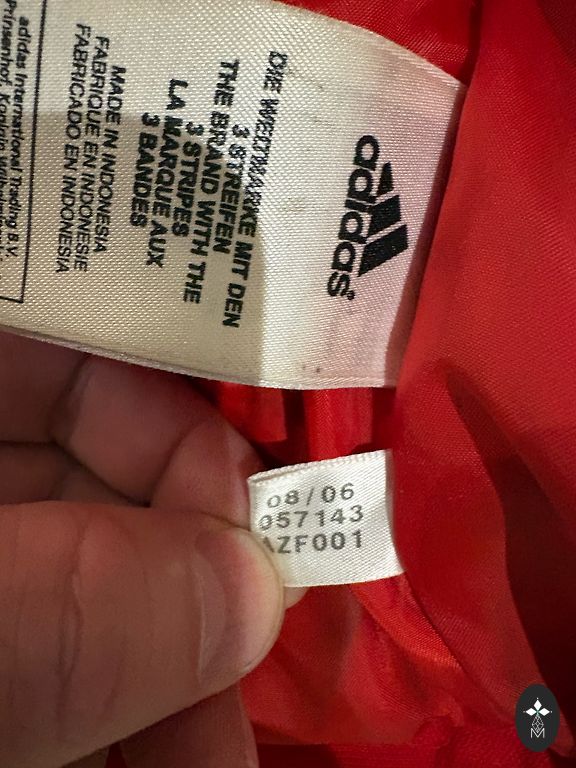 adidas
DIE WELTMARKE MIT DEN
3 STREIFEN
THE BRAND WITH THE
3 STRIPES
LA MARQUE AUX
3 BANDES
MADE IN INDONESIA
FABRIQUE EN INDONESIE
FABRICADO EN INDONESIA
adidas International Trading B.V.
08/06
057143
AZF001
M